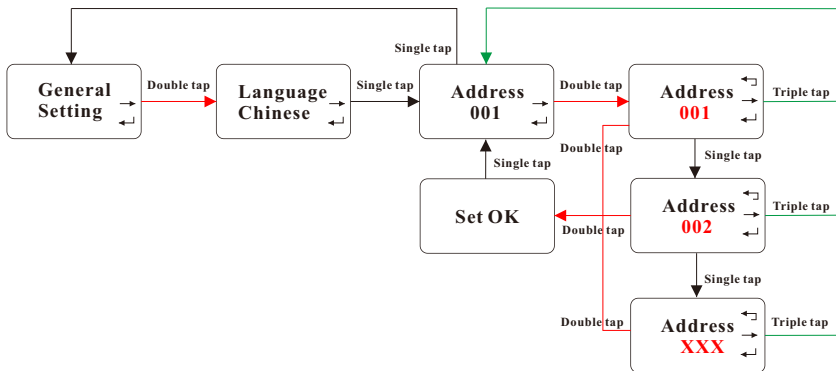 Single tap
General
Setting
Double tap
Language
Chinese
Single tap
Address
001
Double tap
Address
001
Triple tap
Single tap
Double tap
Single tap
Set OK
Double tap
Address
002
Triple tap
Single tap
Double tap
Address
XXX
Triple tap